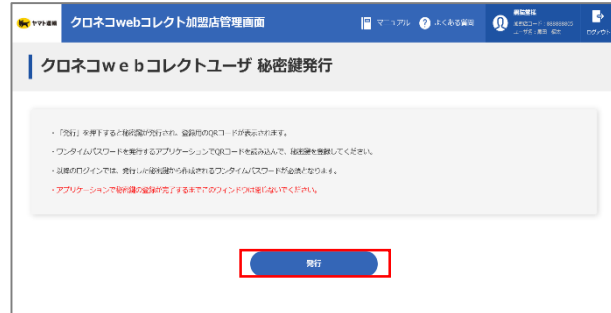 ヤマト運輸
クロネコwebコレクト加盟店管理画面
マニュアル
よくある質問
ログアウト
クロネコwebコレクトユーザ 秘密鍵発行
・「発行」を押下すると秘密鍵が発行され、登録用のQRコードが表示されます。
・ワンタイムパスワードを発行するアプリケーションでQRコードを読み込んで、秘密鍵を登録してください。
・以降のログインでは、発行した秘密鍵から作成されるワンタイムパスワードが必須となります。
・アプリケーションで秘密鍵の登録が完了するまでこのウィンドウは閉じないでください。
発行